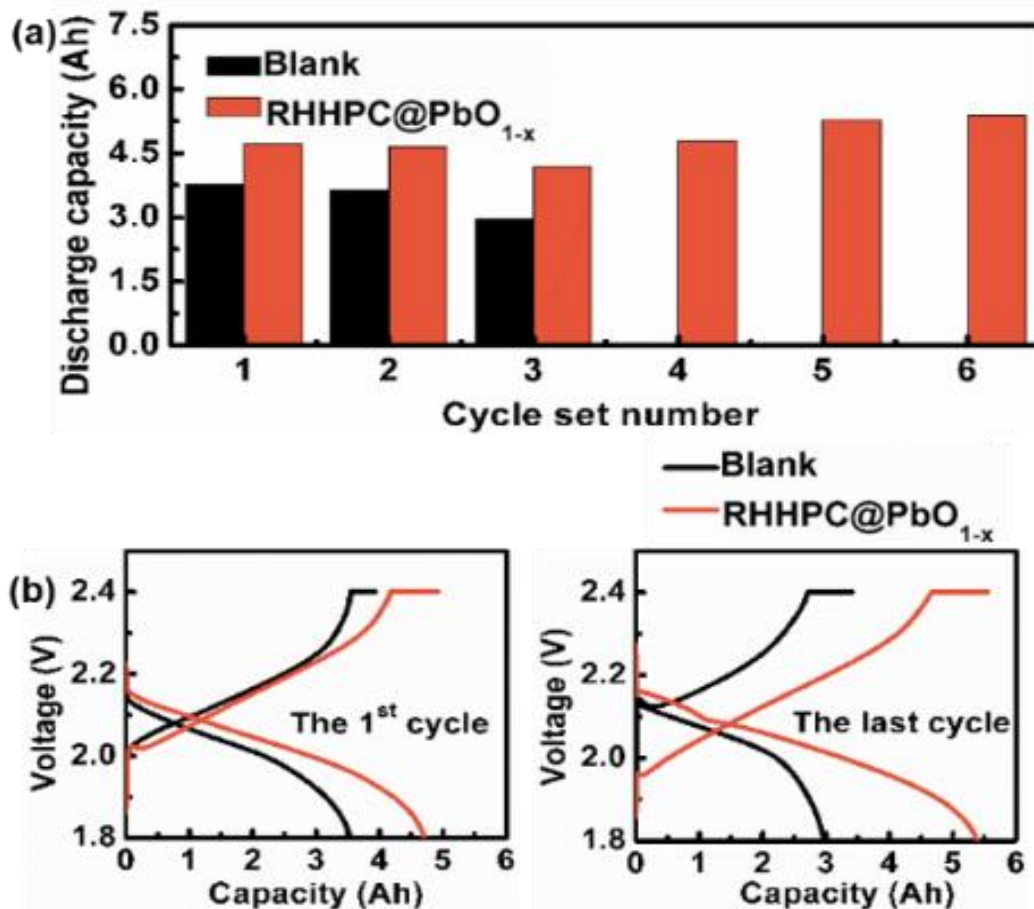 (a)
Discharge capacity (Ah)
7.5
6.0
4.5
3.0
1.5
0.0
Blank
RHHPC@PbO1-x
1 2 3 4 5 6
Cycle set number
Blank
RHHPC@PbO1-x
(b)
Voltage (V)
2.4
2.2
2.0
1.8
The 1st cycle
0 1 2 3 4 5 6
Capacity (Ah)
Voltage (V)
2.4
2.2
2.0
1.8
The last cycle
0 1 2 3 4 5 6
Capacity (Ah)